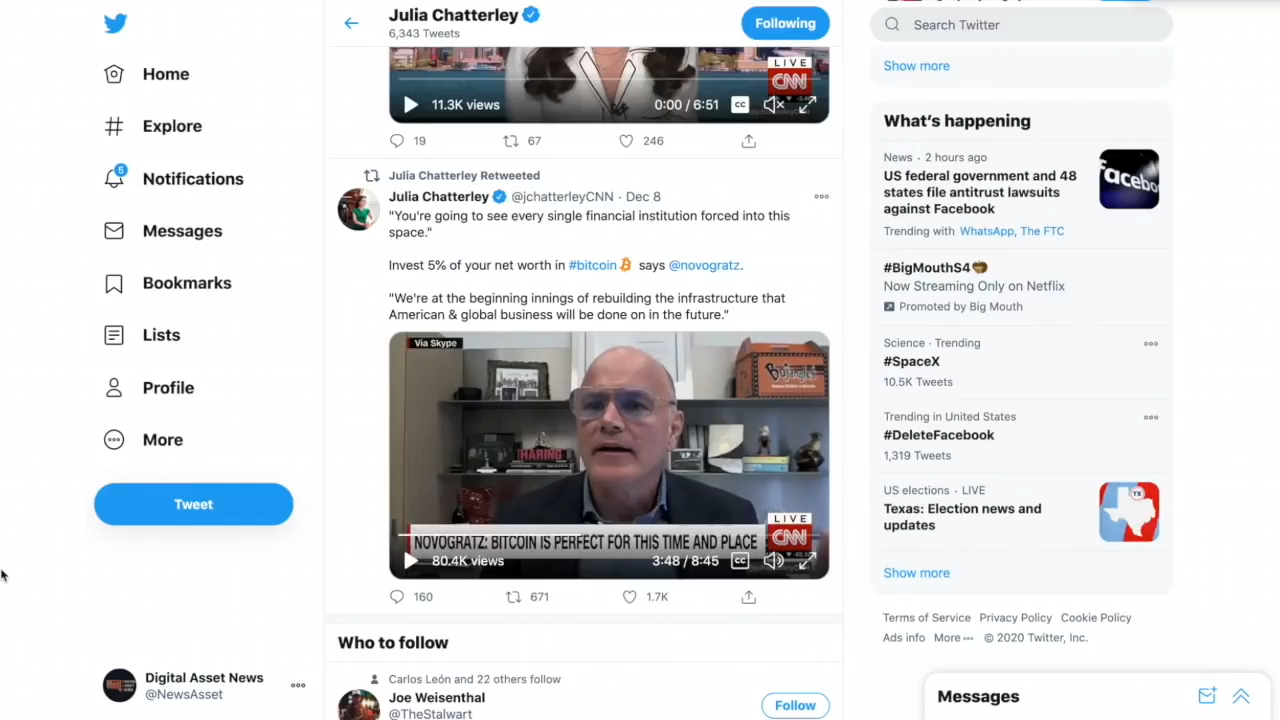 Home
Explore
5
Notifications
Messages
Bookmarks
Lists
Profile
More
Tweet
Digital Asset News
@NewsAsset
Julia Chatterley
6,343 Tweets
Following
LIVE
CNN
11.3K views
0:00 / 6:51
CC
19
67
246
Julia Chatterley Retweeted
Julia Chatterley @jchatterleyCNN · Dec 8
"You're going to see every single financial institution forced into this
space."
Invest 5% of your net worth in #bitcoin says @novogratz.
"We're at the beginning innings of rebuilding the infrastructure that
American & global business will be done on in the future."
Via Skype
Bojangles
HARING
LIVE
CNN
NOVOGRATZ: BITCOIN IS PERFECT FOR THIS TIME AND PLACE
80.4K views
3:48 / 8:45
CC
160
671
1.7K
Who to follow
Carlos León and 22 others follow
Joe Weisenthal
@TheStalwart
Follow
Search Twitter
Show more
What's happening
News · 2 hours ago
US federal government and 48
states file antitrust lawsuits
against Facebook
Trending with WhatsApp, The FTC
#BigMouthS4
Now Streaming Only on Netflix
Promoted by Big Mouth
Science · Trending
#SpaceX
10.5K Tweets
Trending in United States
#DeleteFacebook
1,319 Tweets
US elections · LIVE
Texas: Election news and
updates
TX
Show more
Terms of Service Privacy Policy Cookie Policy
Ads info More © 2020 Twitter, Inc.
Messages